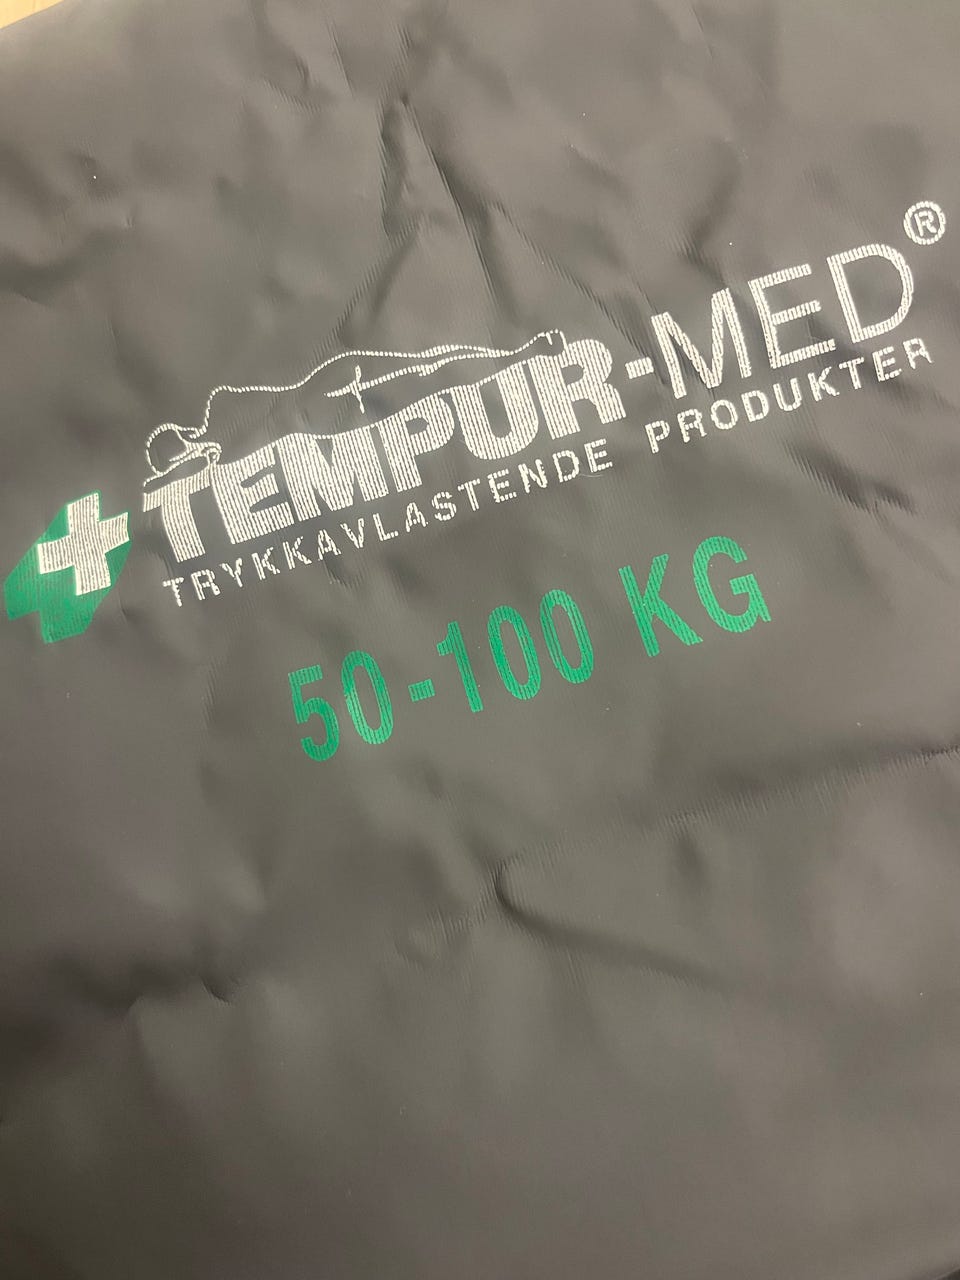 TEMPUR-MED®
TRYKKAVLASTENDE PRODUKTER
50-100 KG